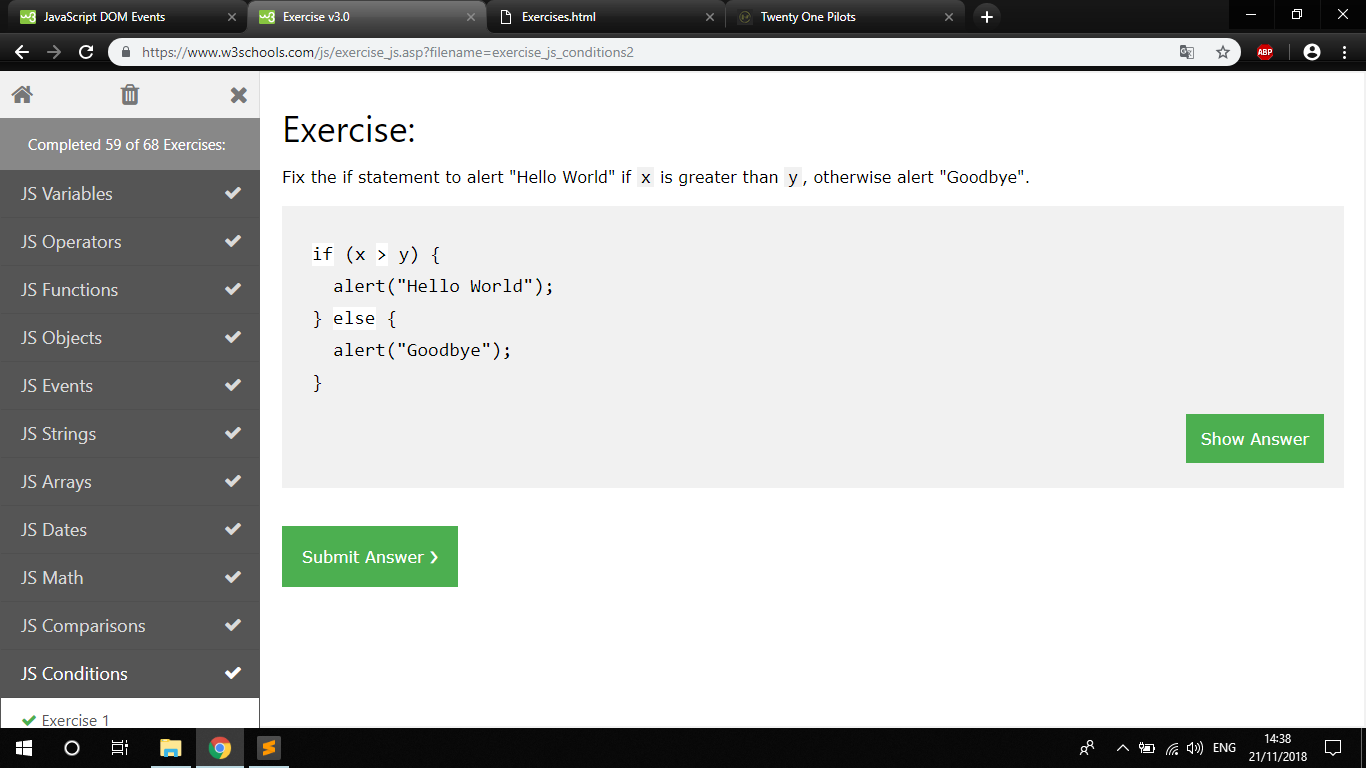 JavaScript DOM Events
Exercise v3.0
Exercises.html
Twenty One Pilots
https://www.w3schools.com/js/exercise_js.asp?filename=exercise_js_conditions2
ABP
Completed 59 of 68 Exercises:
JS Variables
JS Operators
JS Functions
JS Objects
JS Events
JS Strings
JS Arrays
JS Dates
JS Math
JS Comparisons
JS Conditions
Exercise 1
Exercise:
Fix the if statement to alert "Hello World" if x is greater than y, otherwise alert "Goodbye".
if (x > y) {
alert("Hello World");
} else {
alert("Goodbye");
}
Show Answer
Submit Answer ❯
ENG
14:38
21/11/2018